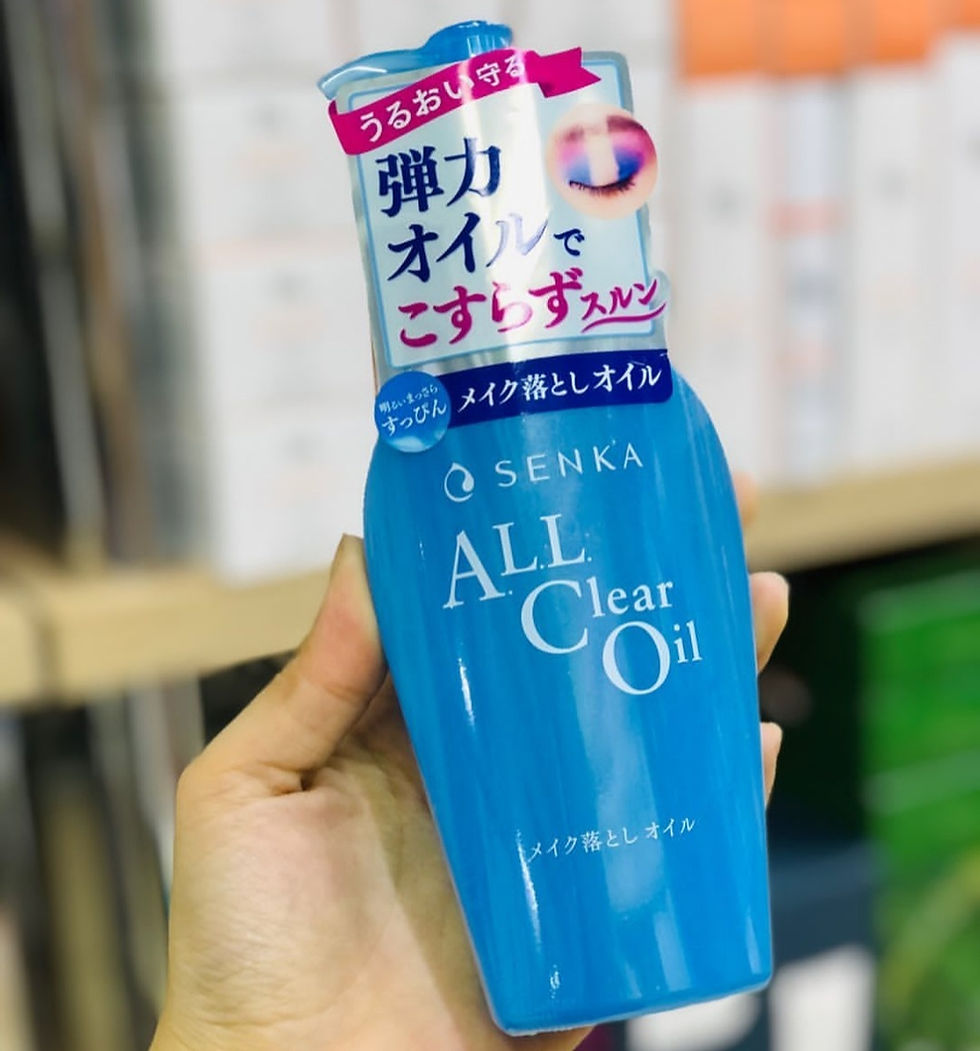 うるおい守る
弾力
オイルで
こすらずスルン
明るいまっさら
すっぴん
メイク落としオイル
SENKA
A.L.L.
Clear
Oil
メイク落とし オイル